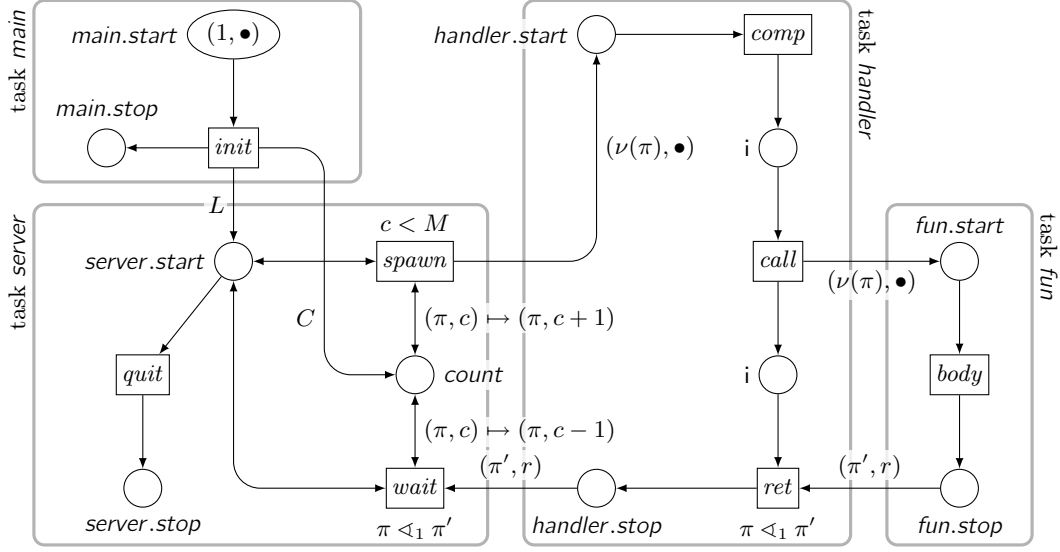 task main
main.start
(1, •)
main.stop
init
L
C
task server
server.start
c < M
spawn
(π, c) ↦ (π, c + 1)
count
(π, c) ↦ (π, c − 1)
quit
server.stop
wait
π ⋖₁ π′
(π′, r)
task handler
handler.start
comp
(ν(π), •)
i
call
(ν(π), •)
i
ret
π ⋖₁ π′
handler.stop
(π′, r)
task fun
fun.start
body
fun.stop